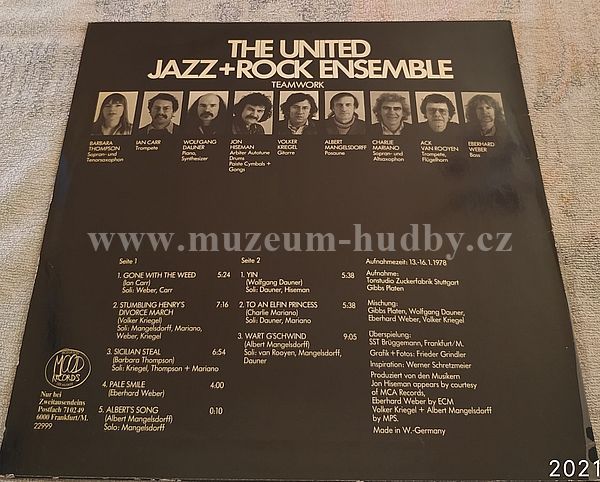 THE UNITED
JAZZ+ROCK ENSEMBLE
TEAMWORK
BARBARA
THOMPSON
Sopran- und
Tenorsaxophon
IAN CARR
Trompete
WOLFGANG
DAUNER
Piano,
Synthesizer
JON
HISEMAN
Arbiter Autotune
Drums
Paiste Cymbals +
Gongs
VOLKER
KRIEGEL
Gitarre
ALBERT
MANGELSDORFF
Posaune
CHARLIE
MARIANO
Sopran- und
Altsaxophon
ACK
VAN ROOYEN
Trompete,
Flügelhorn
EBERHARD
WEBER
Bass
www.muzeum-hudby.cz
Seite 1
1. GONE WITH THE WEED 5:24
(Ian Carr)
Soli: Weber, Carr
2. STUMBLING HENRY'S 7:16
DIVORCE MARCH
(Volker Kriegel)
Soli: Mangelsdorff, Mariano,
Weber, Kriegel
3. SICILIAN STEAL 6:54
(Barbara Thompson)
Soli: Kriegel, Thompson + Mariano
4. PALE SMILE 4:00
(Eberhard Weber)
5. ALBERT'S SONG 0:10
(Albert Mangelsdorff)
Solo: Mangelsdorff
Seite 2
1. YIN 5:38
(Wolfgang Dauner)
Soli: Dauner, Hiseman
2. TO AN ELFIN PRINCESS 5:38
(Charlie Mariano)
Soli: Dauner, Mariano
3. WART G'SCHWIND 9:05
(Albert Mangelsdorff)
Soli: van Rooyen, Mangelsdorff,
Dauner
Aufnahmezeit: 13.-16.1.1978
Aufnahme:
Tonstudio Zuckerfabrik Stuttgart
Gibbs Platen
Mischung:
Gibbs Platen, Wolfgang Dauner,
Eberhard Weber, Volker Kriegel
Überspielung:
SST Brüggemann, Frankfurt/M.
Grafik + Fotos: Frieder Grindler
Inspiration: Werner Schretzmeier
Produziert von den Musikern
Jon Hiseman appears by courtesy
of MCA Records,
Eberhard Weber by ECM
Volker Kriegel + Albert Mangelsdorff
by MPS.
Made in W.-Germany
MOOD
RECORDS
Nur bei
Zweitausendeins
Postfach 710249
6000 Frankfurt/M.
22999
2021